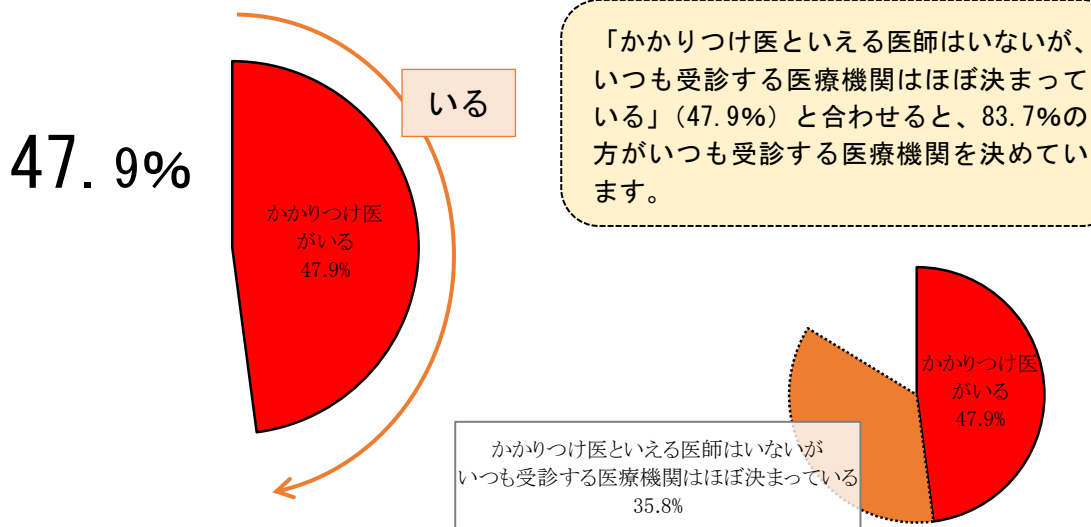 47.9%
いる
かかりつけ医
がいる
47.9%
「かかりつけ医といえる医師はいないが、
いつも受診する医療機関はほぼ決まって
いる」(47.9%)と合わせると、83.7%の
方がいつも受診する医療機関を決めてい
ます。
かかりつけ医
がいる
47.9%
かかりつけ医といえる医師はいないが
いつも受診する医療機関はほぼ決まっている
35.8%